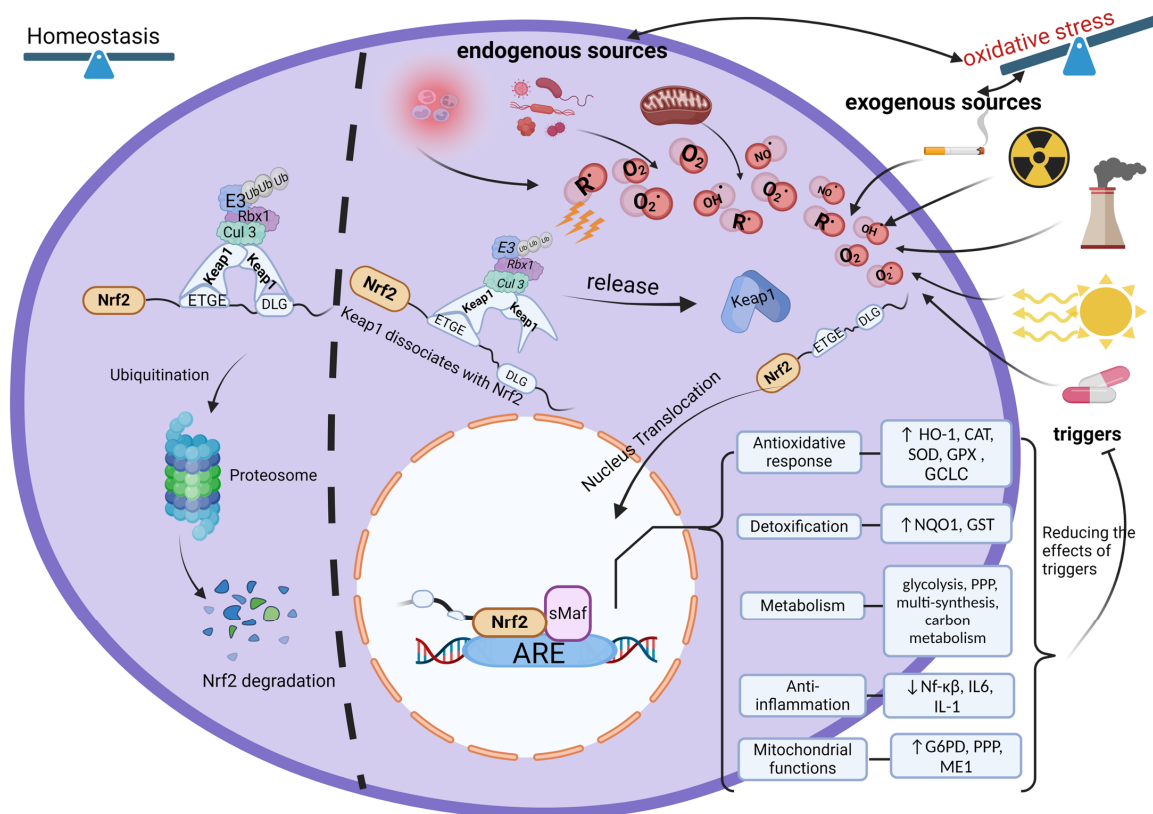 Homeostasis
endogenous sources
oxidative stress
exogenous sources
E3
Ub
Ub
Ub
Rbx1
Cul 3
Keap1
Keap1
Nrf2
ETGE
DLG
Ubiquitination
Proteosome
Nrf2 degradation
R•
O2
O2•
O2
OH•
NO•
O2•
R•
NO•
R•
OH•
O2
O2•
E3
Ub
Ub
Ub
Rbx1
Cul 3
Keap1
Keap1
Nrf2
ETGE
DLG
Keap1 dissociates with Nrf2
release
Keap1
Nrf2
ETGE
DLG
Nucleus Translocation
Nrf2
sMaf
ARE
triggers
Antioxidative
response
↑ HO-1, CAT,
SOD, GPX ,
GCLC
Detoxification
↑NQO1, GST
Metabolism
glycolysis, PPP,
multi-synthesis,
carbon
metabolism
Anti-
inflammation
↓Nf-κβ, IL6,
IL-1
Mitochondrial
functions
↑G6PD, PPP,
ME1
Reducing the
effects of
triggers